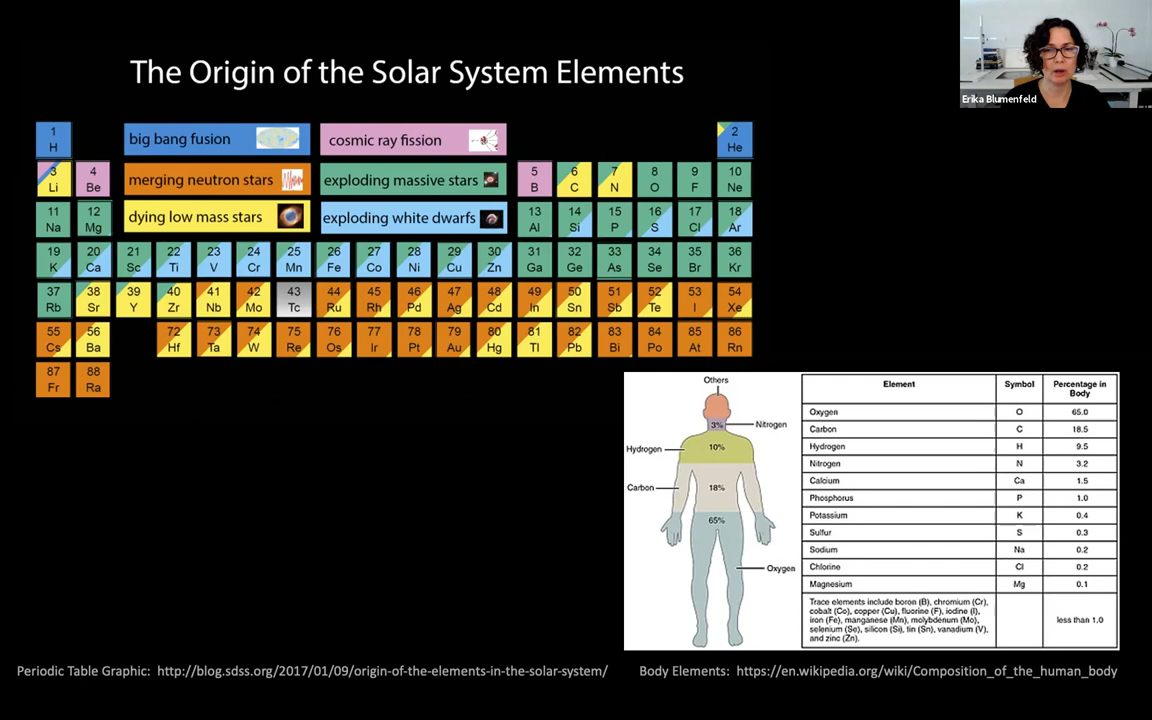 Erika Blumenfeld
The Origin of the Solar System Elements
1 H
big bang fusion
cosmic ray fission
2 He
3 Li
4 Be
merging neutron stars
exploding massive stars
5 B
6 C
7 N
8 O
9 F
10 Ne
11 Na
12 Mg
dying low mass stars
exploding white dwarfs
13 Al
14 Si
15 P
16 S
17 Cl
18 Ar
19 K
20 Ca
21 Sc
22 Ti
23 V
24 Cr
25 Mn
26 Fe
27 Co
28 Ni
29 Cu
30 Zn
31 Ga
32 Ge
33 As
34 Se
35 Br
36 Kr
37 Rb
38 Sr
39 Y
40 Zr
41 Nb
42 Mo
43 Tc
44 Ru
45 Rh
46 Pd
47 Ag
48 Cd
49 In
50 Sn
51 Sb
52 Te
53 I
54 Xe
55 Cs
56 Ba
72 Hf
73 Ta
74 W
75 Re
76 Os
77 Ir
78 Pt
79 Au
80 Hg
81 Tl
82 Pb
83 Bi
84 Po
85 At
86 Rn
87 Fr
88 Ra
Others
3%
Nitrogen
Hydrogen
10%
Carbon
18%
65%
Oxygen
Element Symbol Percentage in Body
Oxygen O 65.0
Carbon C 18.5
Hydrogen H 9.5
Nitrogen N 3.2
Calcium Ca 1.5
Phosphorus P 1.0
Potassium K 0.4
Sulfur S 0.3
Sodium Na 0.2
Chlorine Cl 0.2
Magnesium Mg 0.1
Trace elements include boron (B), chromium (Cr),
cobalt (Co), copper (Cu), fluorine (F), iodine (I),
iron (Fe), manganese (Mn), molybdenum (Mo),
selenium (Se), silicon (Si), tin (Sn), vanadium (V),
and zinc (Zn).
less than 1.0
Periodic Table Graphic: http://blog.sdss.org/2017/01/09/origin-of-the-elements-in-the-solar-system/
Body Elements: https://en.wikipedia.org/wiki/Composition_of_the_human_body